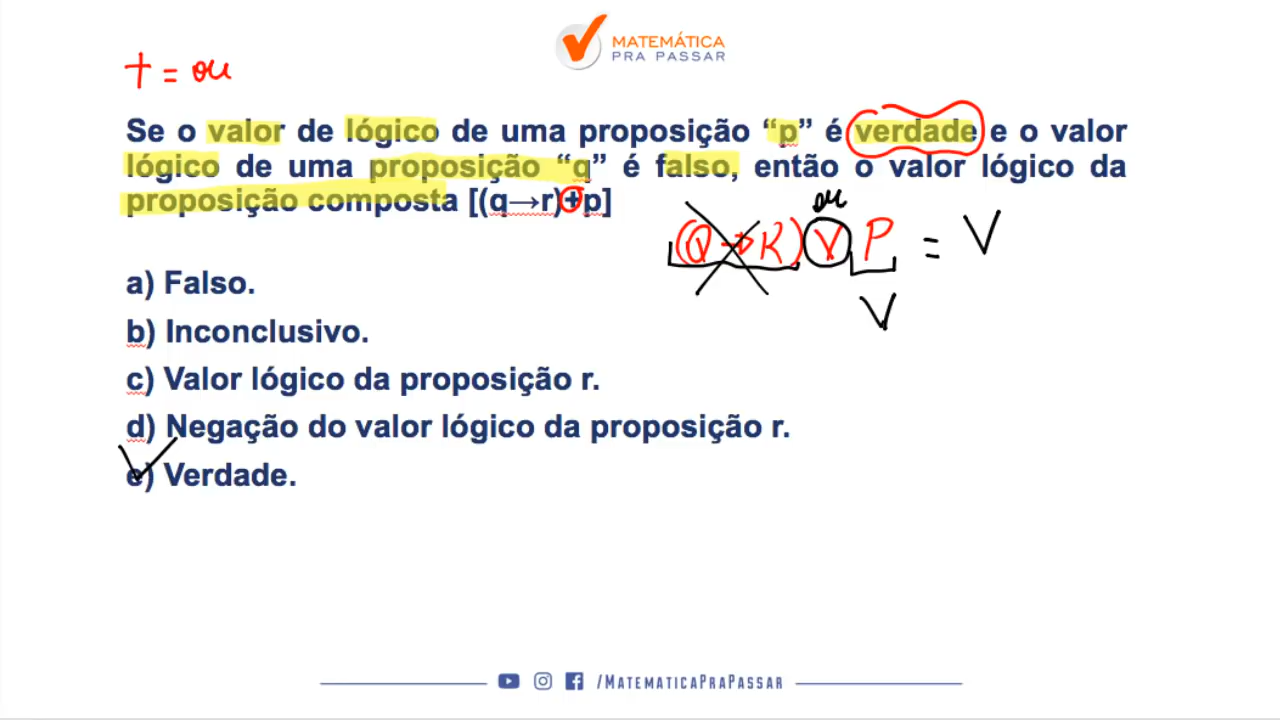 MATEMÁTICA
PRA PASSAR
+ = ou
Se o valor de lógico de uma proposição “p” é verdade e o valor
lógico de uma proposição “q” é falso, então o valor lógico da
proposição composta [(q→r)+p]
ou
(Q→R) V P = V
V
a) Falso.
b) Inconclusivo.
c) Valor lógico da proposição r.
d) Negação do valor lógico da proposição r.
e) Verdade.
/MATEMATICAPRAPASSAR